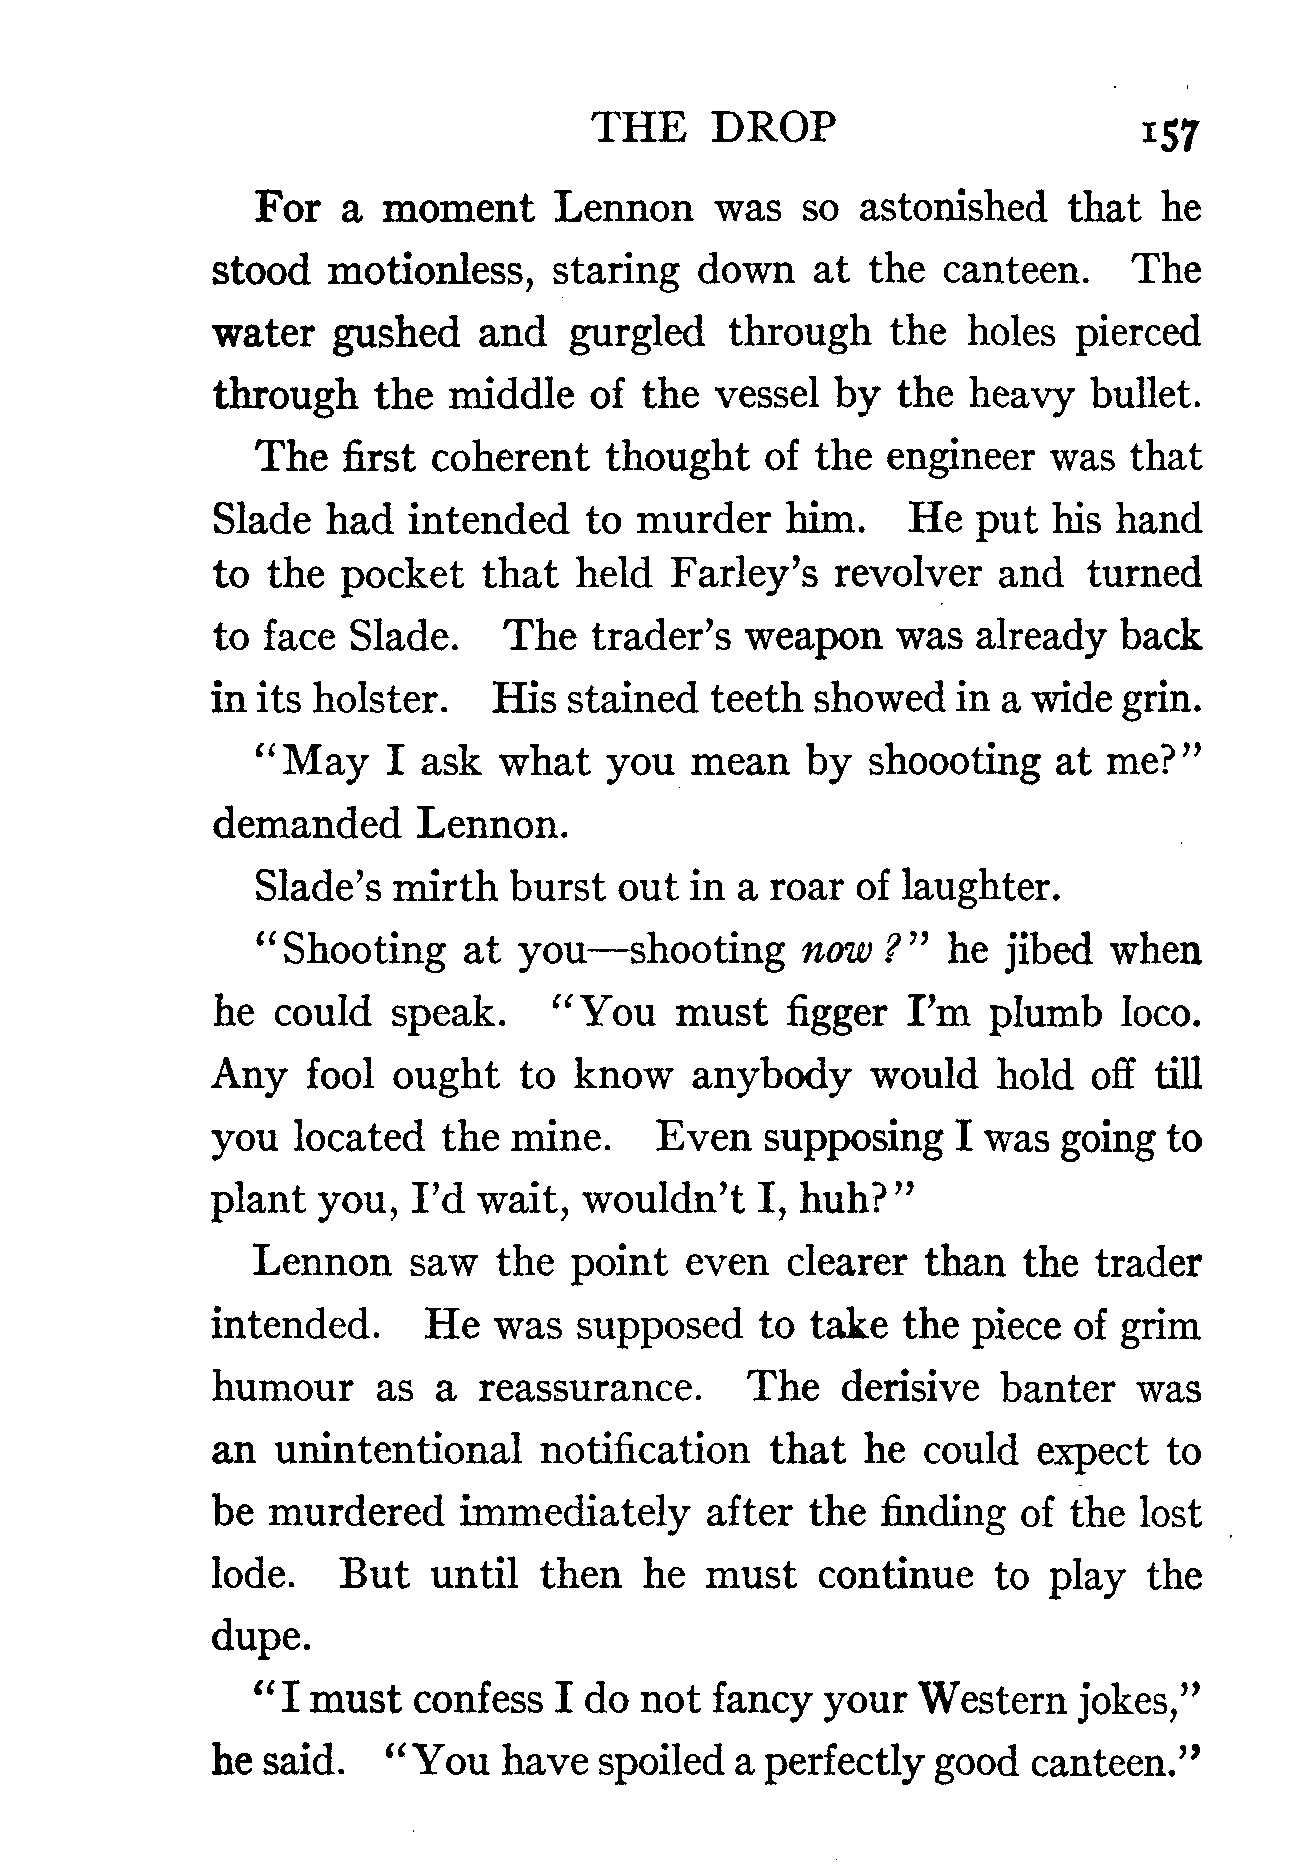 THE DROP 157
For a moment Lennon was so astonished that he
stood motionless, staring down at the canteen. The
water gushed and gurgled through the holes pierced
through the middle of the vessel by the heavy bullet.
The first coherent thought of the engineer was that
Slade had intended to murder him. He put his hand
to the pocket that held Farley's revolver and turned
to face Slade. The trader's weapon was already back
in its holster. His stained teeth showed in a wide grin.
"May I ask what you mean by shoooting at me?"
demanded Lennon.
Slade's mirth burst out in a roar of laughter.
"Shooting at you—shooting now?" he jibed when
he could speak. "You must figger I'm plumb loco.
Any fool ought to know anybody would hold off till
you located the mine. Even supposing I was going to
plant you, I'd wait, wouldn't I, huh?"
Lennon saw the point even clearer than the trader
intended. He was supposed to take the piece of grim
humour as a reassurance. The derisive banter was
an unintentional notification that he could expect to
be murdered immediately after the finding of the lost
lode. But until then he must continue to play the
dupe.
"I must confess I do not fancy your Western jokes,"
he said. "You have spoiled a perfectly good canteen."